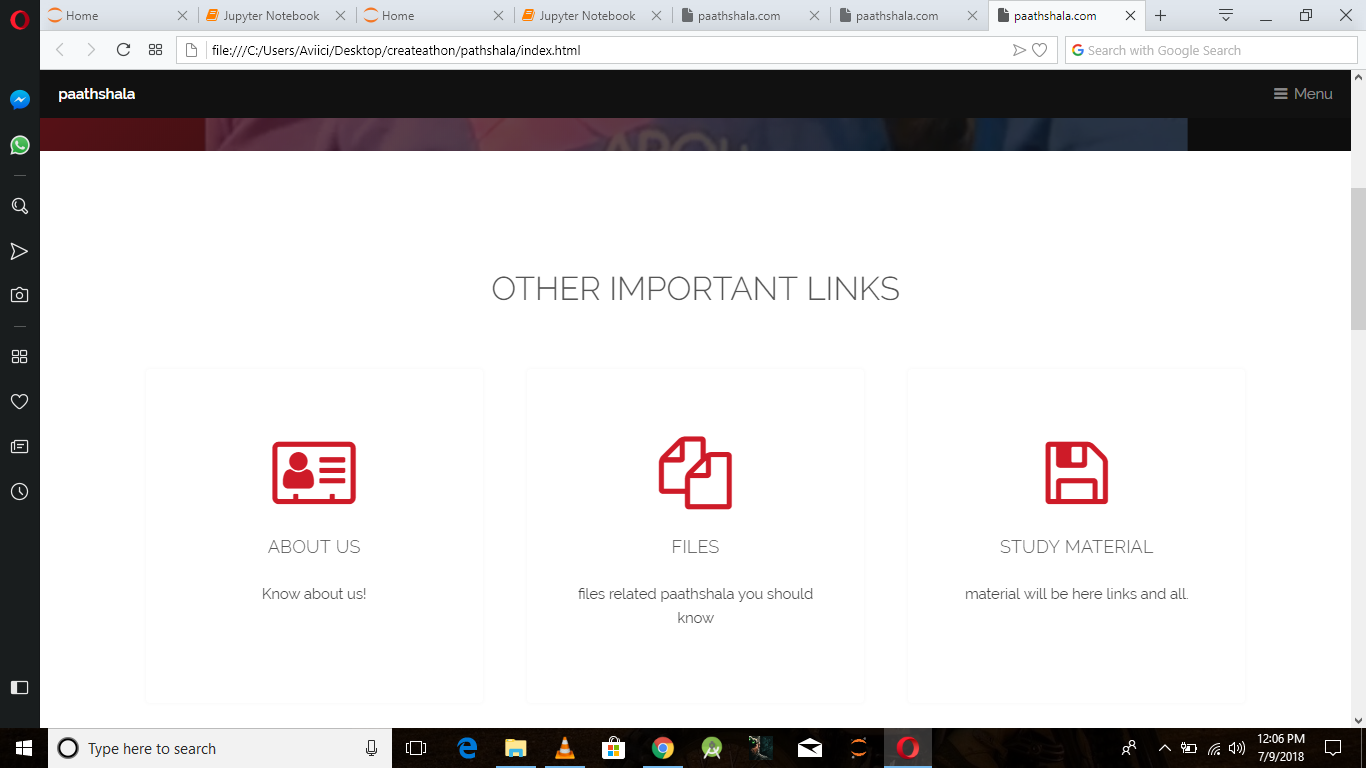 Home Jupyter Notebook Home Jupyter Notebook paathshala.com paathshala.com paathshala.com
file:///C:/Users/Aviici/Desktop/createathon/pathshala/index.html Search with Google Search
paathshala Menu
OTHER IMPORTANT LINKS
ABOUT US FILES STUDY MATERIAL
Know about us! files related paathshala you should material will be here links and all.
know
Type here to search 12:06 PM
7/9/2018